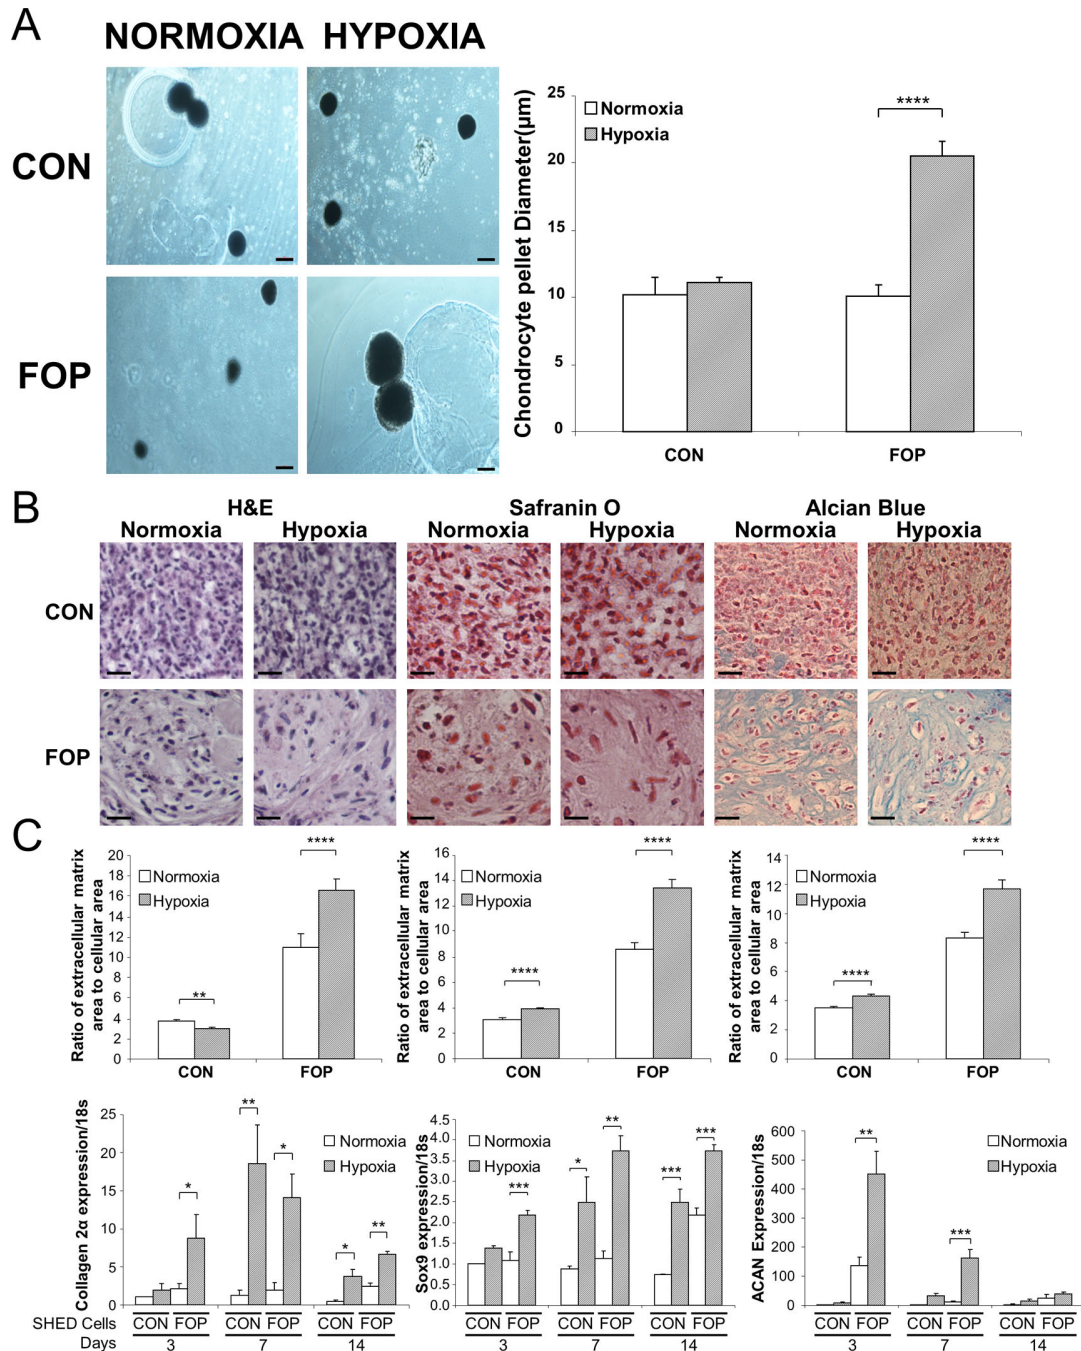 A
NORMOXIA HYPOXIA
CON
FOP
Chondrocyte pellet Diameter(μm)
25
20
15
10
5
0
Normoxia
Hypoxia
****
CON FOP
B
H&E Safranin O Alcian Blue
Normoxia Hypoxia Normoxia Hypoxia Normoxia Hypoxia
CON
FOP
C
Ratio of extracellular matrix
area to cellular area
20
18
16
14
12
10
8
6
4
2
0
Normoxia
Hypoxia
**
****
CON FOP
Ratio of extracellular matrix
area to cellular area
16
14
12
10
8
6
4
2
0
Normoxia
Hypoxia
****
****
CON FOP
Ratio of extracellular matrix
area to cellular area
14
12
10
8
6
4
2
0
Normoxia
Hypoxia
****
****
CON FOP
Collagen 2α expression/18s
25
20
15
10
5
0
Normoxia
Hypoxia
*
**
*
*
**
SHED Cells CON FOP CON FOP CON FOP
Days 3 7 14
Sox9 expression/18s
4.5
4.0
3.5
3.0
2.5
2.0
1.5
1.0
0.5
0.0
Normoxia
Hypoxia
***
*
**
***
***
CON FOP CON FOP CON FOP
3 7 14
ACAN Expression/18s
600
500
400
300
200
100
0
Normoxia
Hypoxia
**
***
CON FOP CON FOP CON FOP
3 7 14